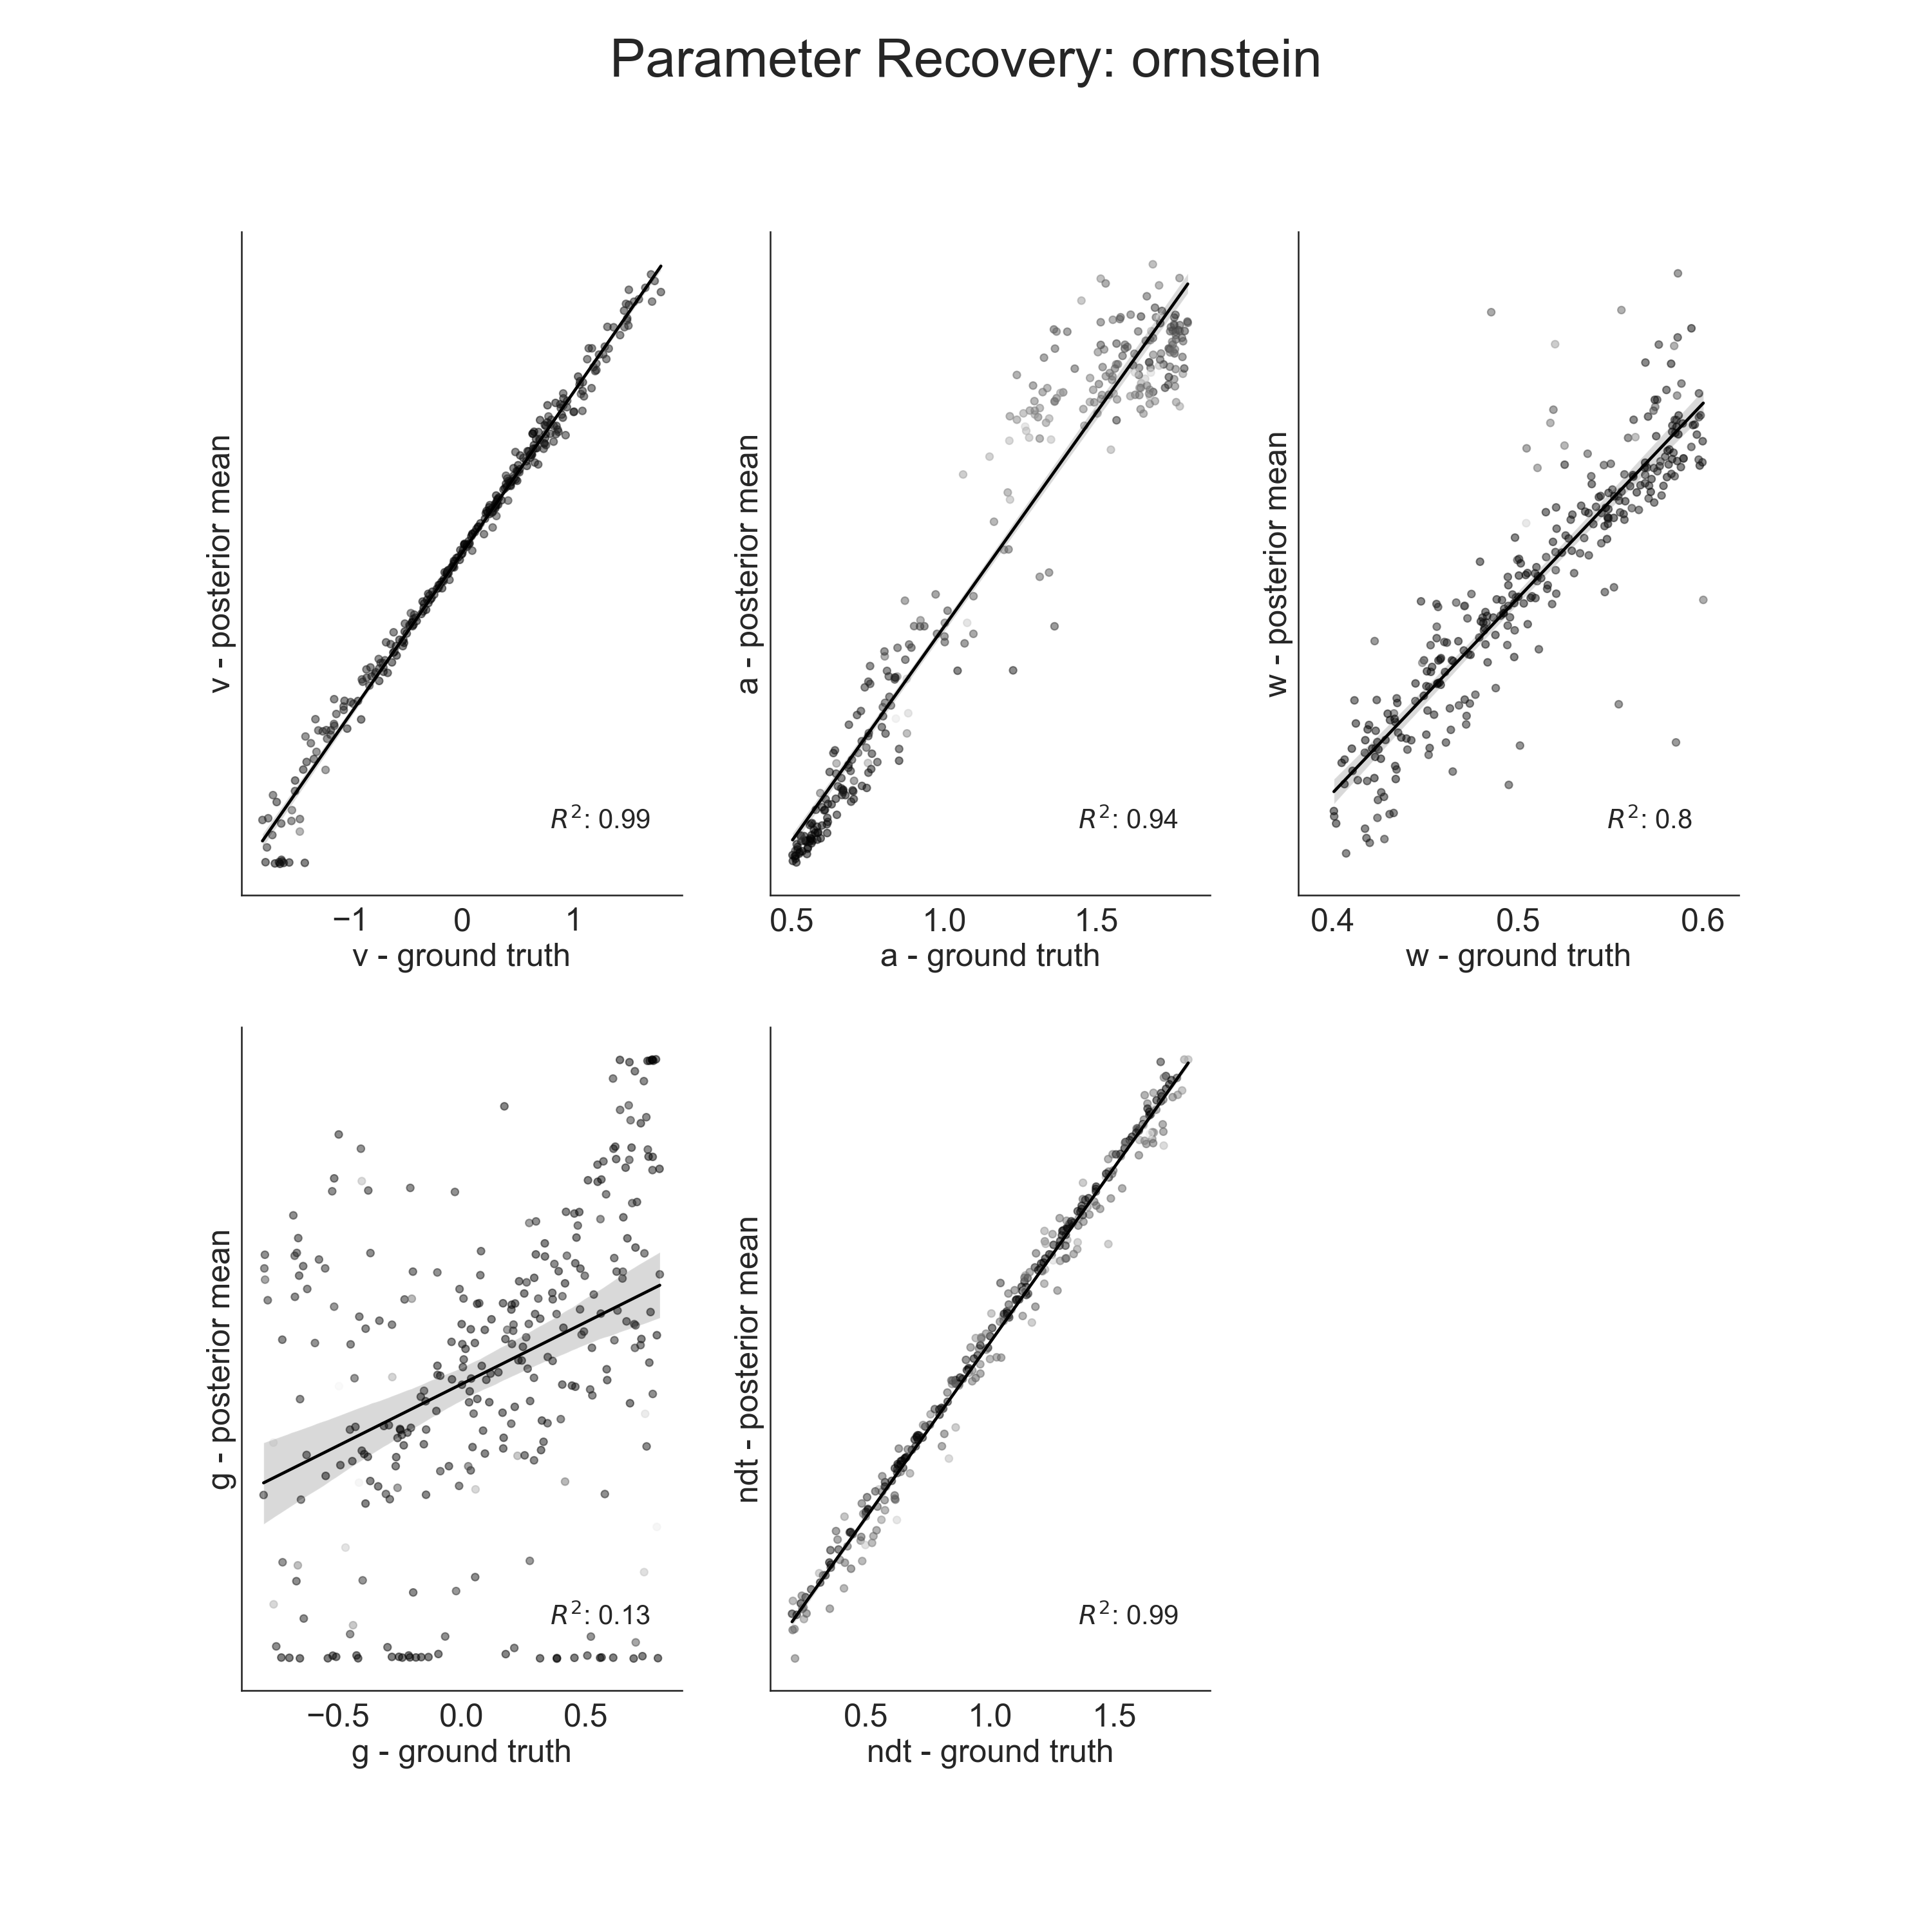 Parameter Recovery: ornstein
v - posterior mean
R²: 0.99
−1 0 1
v - ground truth
a - posterior mean
R²: 0.94
0.5 1.0 1.5
a - ground truth
w - posterior mean
R²: 0.8
0.4 0.5 0.6
w - ground truth
g - posterior mean
R²: 0.13
−0.5 0.0 0.5
g - ground truth
ndt - posterior mean
R²: 0.99
0.5 1.0 1.5
ndt - ground truth